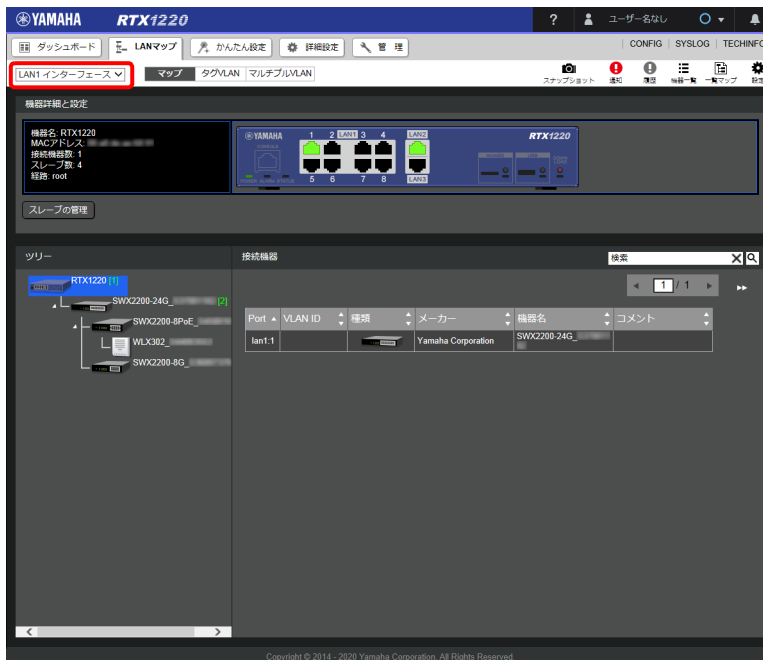 YAMAHA RTX1220 ? ユーザーなし
ダッシュボード LANマップ かんたん設定 詳細設定 管 理 CONFIG SYSLOG TECHINFO
LAN1 インターフェース マップ タグVLAN マルチプルVLAN スナップショット 通知 履歴 機器一覧 一覧マップ 設定
機器詳細と設定
機器名: RTX1220
MACアドレス:
接続機器数: 1
スレーブ数: 4
経路: root
YAMAHA 1 2 LAN1 3 4 LAN2 RTX1220
5 6 7 8 LAN3
スレーブの管理
ツリー
RTX1220 [1]
SWX2200-24G_ [2]
SWX2200-8PoE_
WLX302_
SWX2200-8G_
接続機器
検索
1 / 1
Port VLAN ID 種類 メーカー 機器名 コメント
lan1:1 Yamaha Corporation SWX2200-24G_
Copyright © 2014 - 2020 Yamaha Corporation. All Rights Reserved.